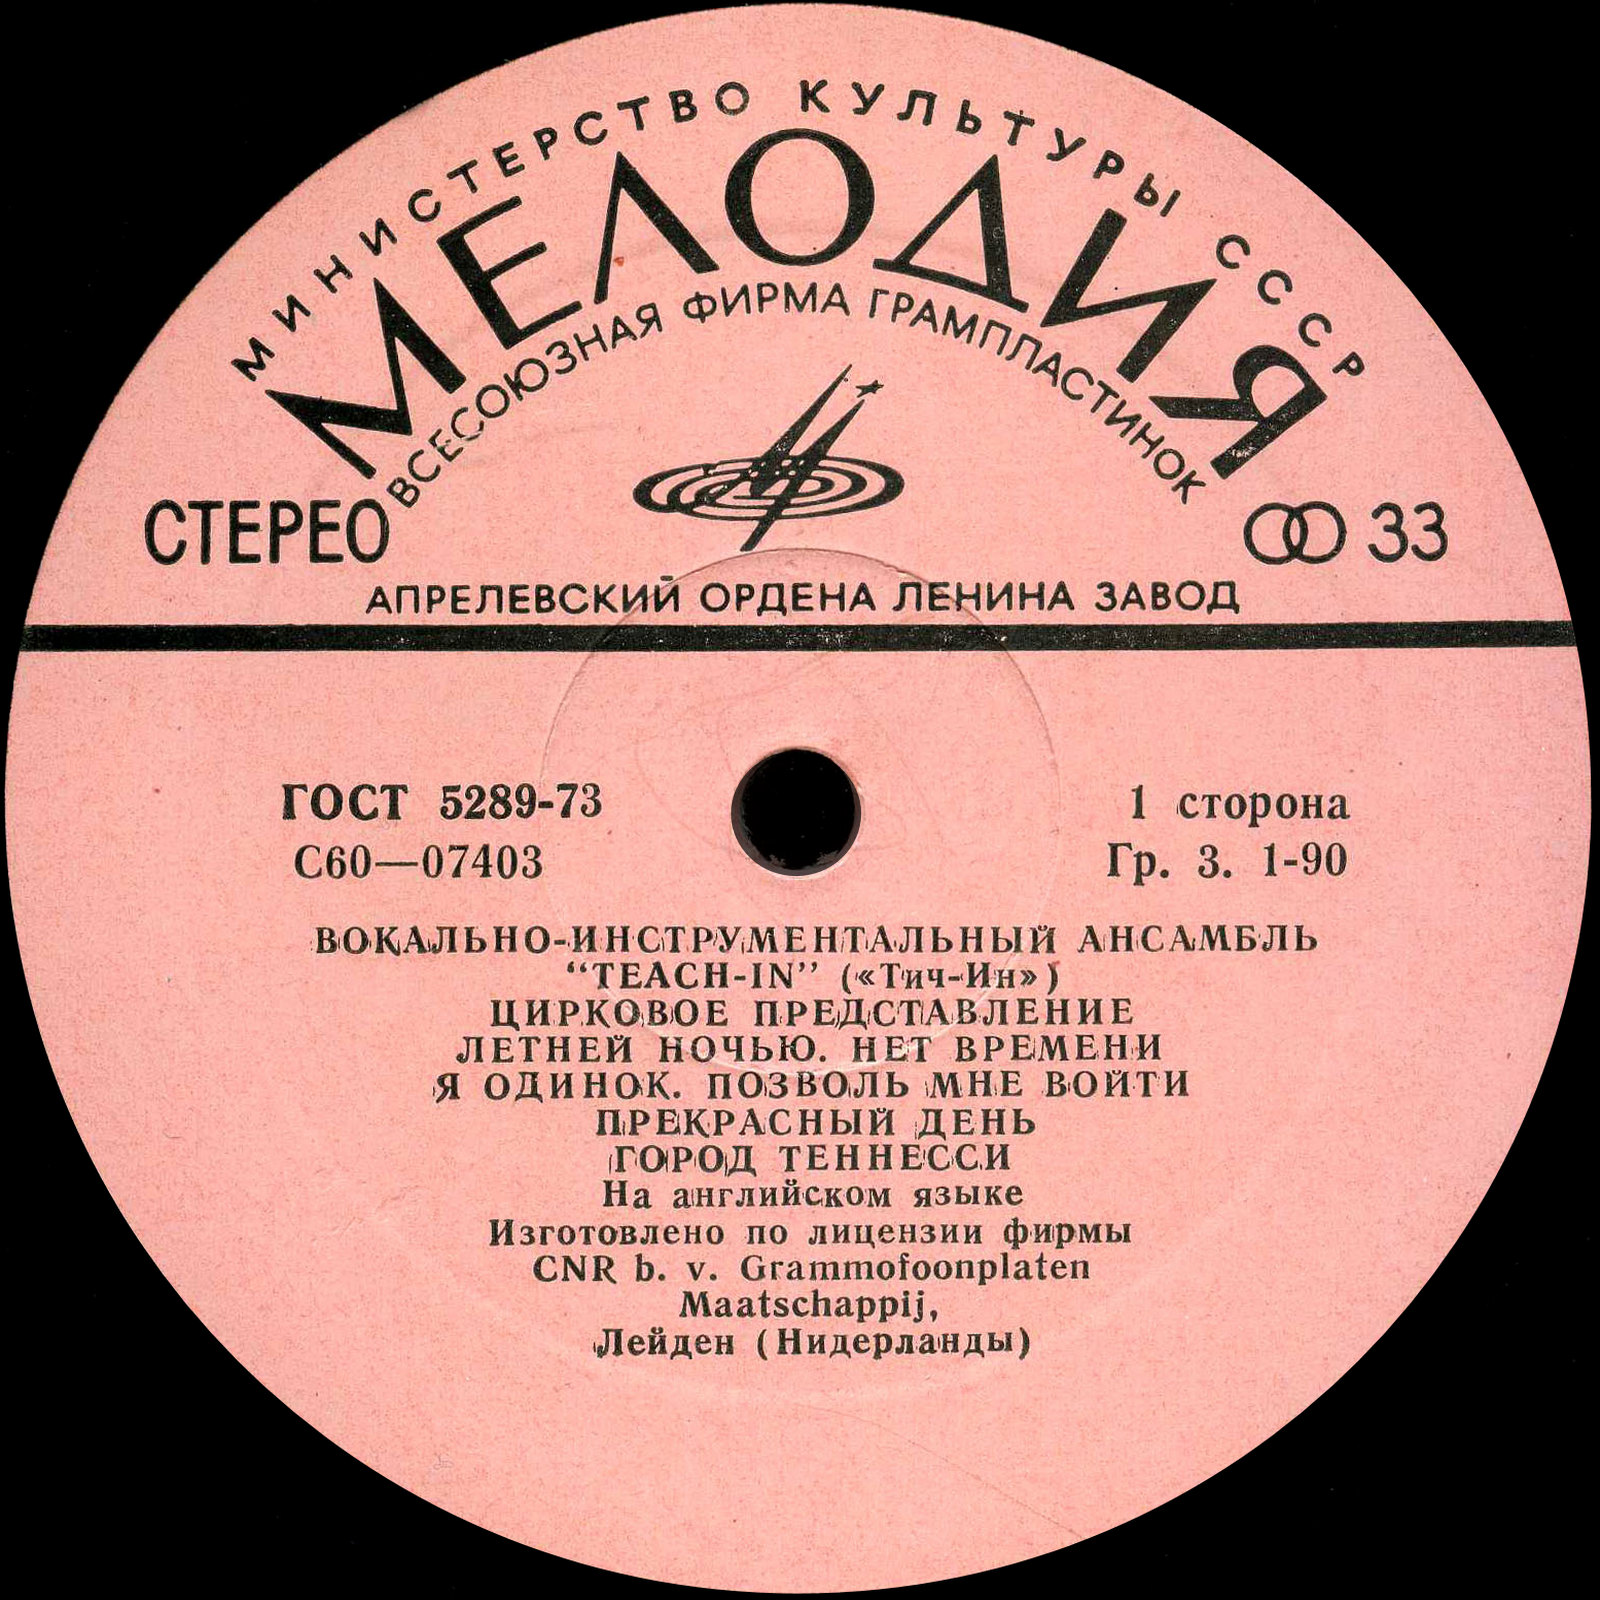 МИНИСТЕРСТВО КУЛЬТУРЫ СССР
МЕЛОДИЯ
ВСЕСОЮЗНАЯ ФИРМА ГРАМПЛАСТИНОК
СТЕРЕО
33
АПРЕЛЕВСКИЙ ОРДЕНА ЛЕНИНА ЗАВОД
ГОСТ 5289-73
1 сторона
С60—07403
Гр. 3. 1-90
ВОКАЛЬНО-ИНСТРУМЕНТАЛЬНЫЙ АНСАМБЛЬ
“TEACH-IN” («Тич-Ин»)
ЦИРКОВОЕ ПРЕДСТАВЛЕНИЕ
ЛЕТНЕЙ НОЧЬЮ. НЕТ ВРЕМЕНИ
Я ОДИНОК. ПОЗВОЛЬ МНЕ ВОЙТИ
ПРЕКРАСНЫЙ ДЕНЬ
ГОРОД ТЕННЕССИ
На английском языке
Изготовлено по лицензии фирмы
CNR b. v. Grammofoonplaten
Maatschappij,
Лейден (Нидерланды)